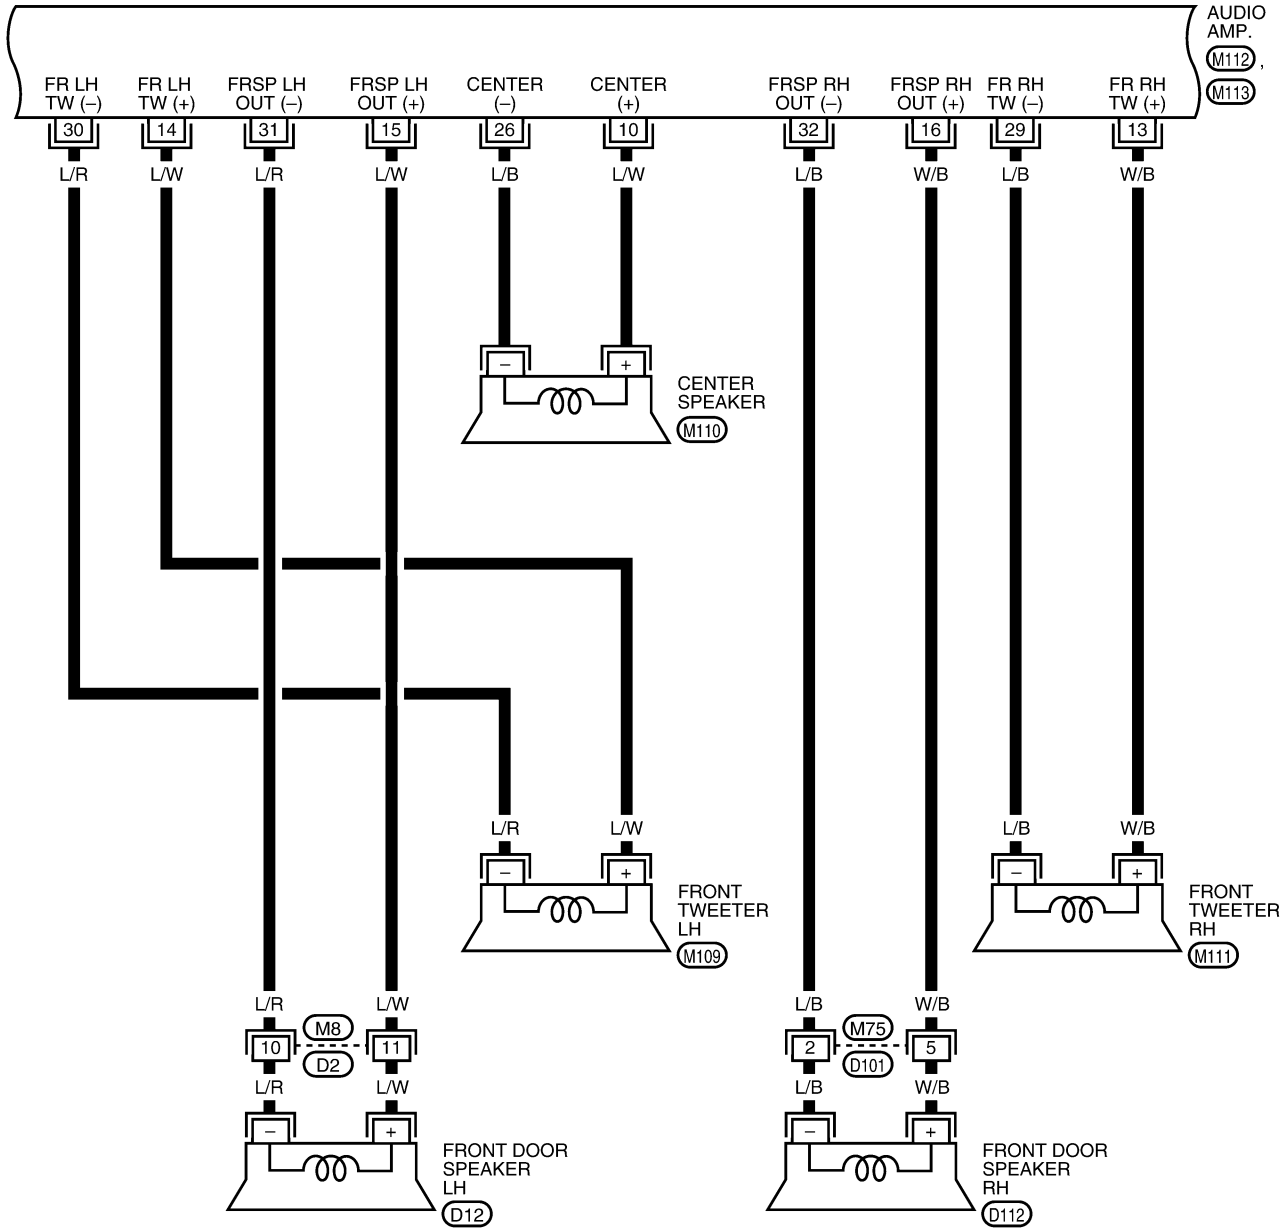 AUDIO
AMP.
M112 ,
M113
FR LH
TW (–)
FR LH
TW (+)
FRSP LH
OUT (–)
FRSP LH
OUT (+)
CENTER
(–)
CENTER
(+)
FRSP RH
OUT (–)
FRSP RH
OUT (+)
FR RH
TW (–)
FR RH
TW (+)
30 14 31 15 26 10 32 16 29 13
L/R L/W L/R L/W L/B L/W L/B W/B L/B W/B
– +
CENTER
SPEAKER
M110
L/R L/W L/B W/B
– + – +
FRONT
TWEETER
LH
M109
FRONT
TWEETER
RH
M111
L/R L/W L/B W/B
10 M8 11 2 M75 5
D2 D101
L/R L/W L/B W/B
– + – +
FRONT DOOR
SPEAKER
LH
D12
FRONT DOOR
SPEAKER
RH
D112